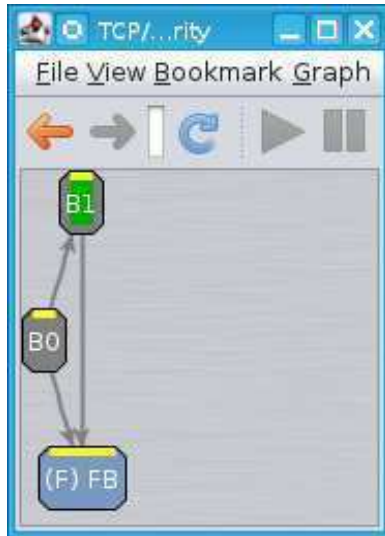 TCP/...rity
File View Bookmark Graph
B1
B0
(F) FB